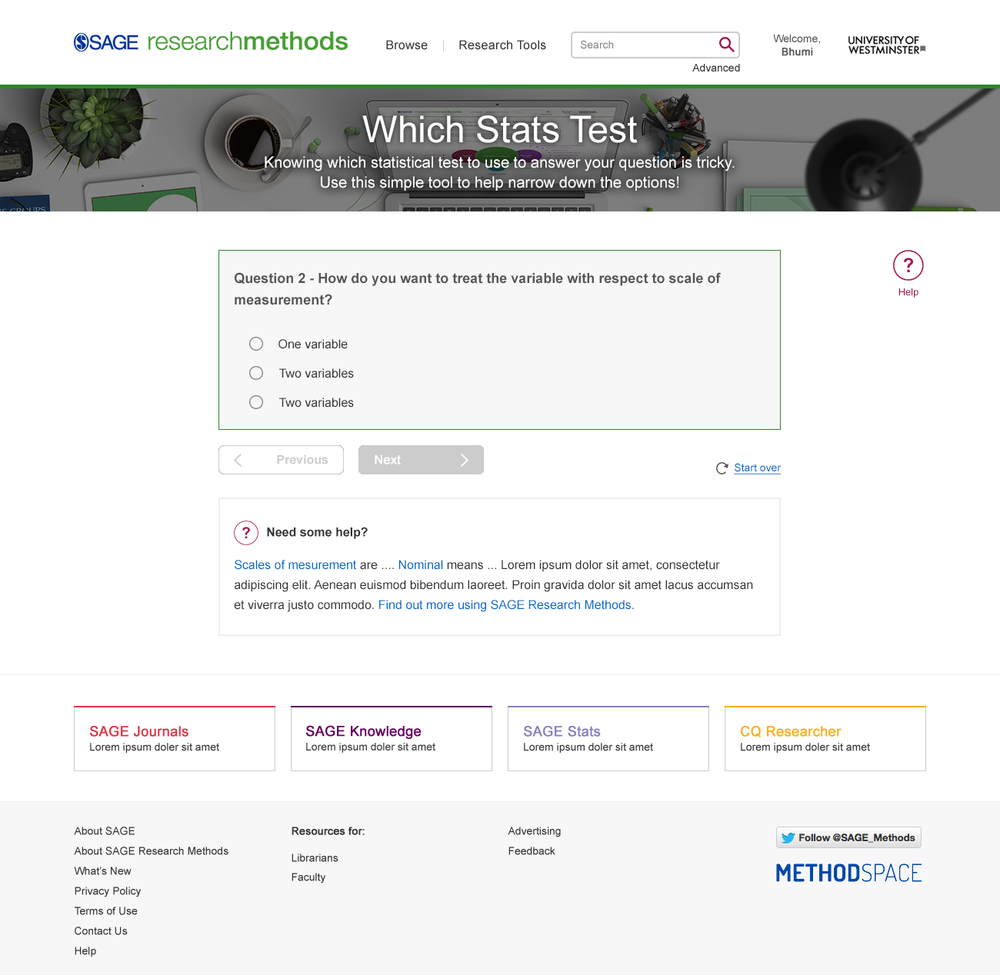 SAGE researchmethods
Browse
Research Tools
Search
Advanced
Welcome,
Bhumi
UNIVERSITY OF
WESTMINSTER
Which Stats Test
Knowing which statistical test to use to answer your question is tricky.
Use this simple tool to help narrow down the options!
Question 2 - How do you want to treat the variable with respect to scale of
measurement?
One variable
Two variables
Two variables
Previous
Next
Start over
?
Help
? Need some help?
Scales of mesurement are .... Nominal means ... Lorem ipsum dolor sit amet, consectetur
adipiscing elit. Aenean euismod bibendum laoreet. Proin gravida dolor sit amet lacus accumsan
et viverra justo commodo. Find out more using SAGE Research Methods.
SAGE Journals
Lorem ipsum doler sit amet
SAGE Knowledge
Lorem ipsum doler sit amet
SAGE Stats
Lorem ipsum doler sit amet
CQ Researcher
Lorem ipsum doler sit amet
About SAGE
About SAGE Research Methods
What's New
Privacy Policy
Terms of Use
Contact Us
Help
Resources for:
Librarians
Faculty
Advertising
Feedback
Follow @SAGE_Methods
METHODSPACE